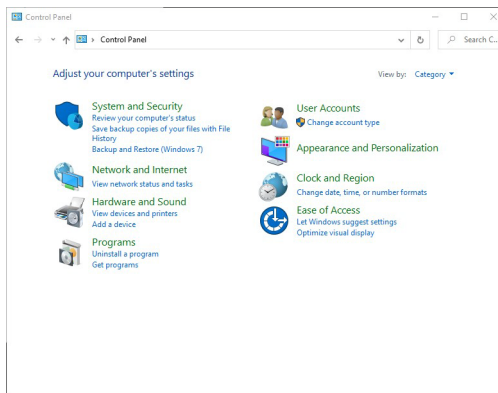 Control Panel
Control Panel
Search C...
Adjust your computer's settings
View by: Category
System and Security
Review your computer's status
Save backup copies of your files with File
History
Backup and Restore (Windows 7)
Network and Internet
View network status and tasks
Hardware and Sound
View devices and printers
Add a device
Programs
Uninstall a program
Get programs
User Accounts
Change account type
Appearance and Personalization
Clock and Region
Change date, time, or number formats
Ease of Access
Let Windows suggest settings
Optimize visual display